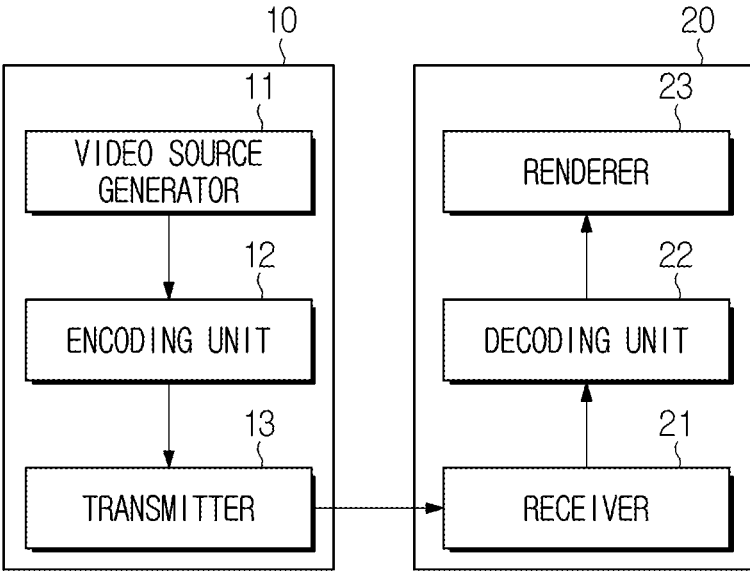 10
11
VIDEO SOURCE
GENERATOR
12
ENCODING UNIT
13
TRANSMITTER
20
23
RENDERER
22
DECODING UNIT
21
RECEIVER